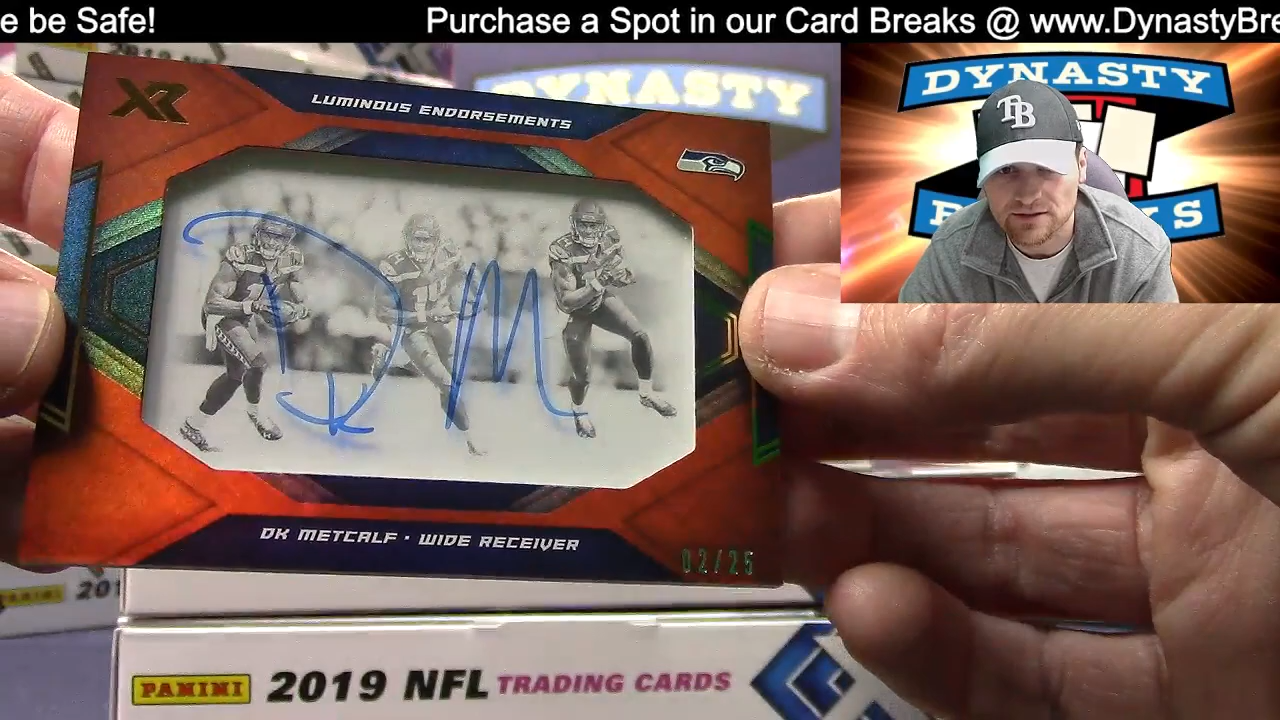 e be Safe!
Purchase a Spot in our Card Breaks @ www.DynastyBre
XR
LUMINOUS ENDORSEMENTS
DYNASTY
TB
DK METCALF · WIDE RECEIVER
02/25
PANINI 2019 NFL TRADING CARDS